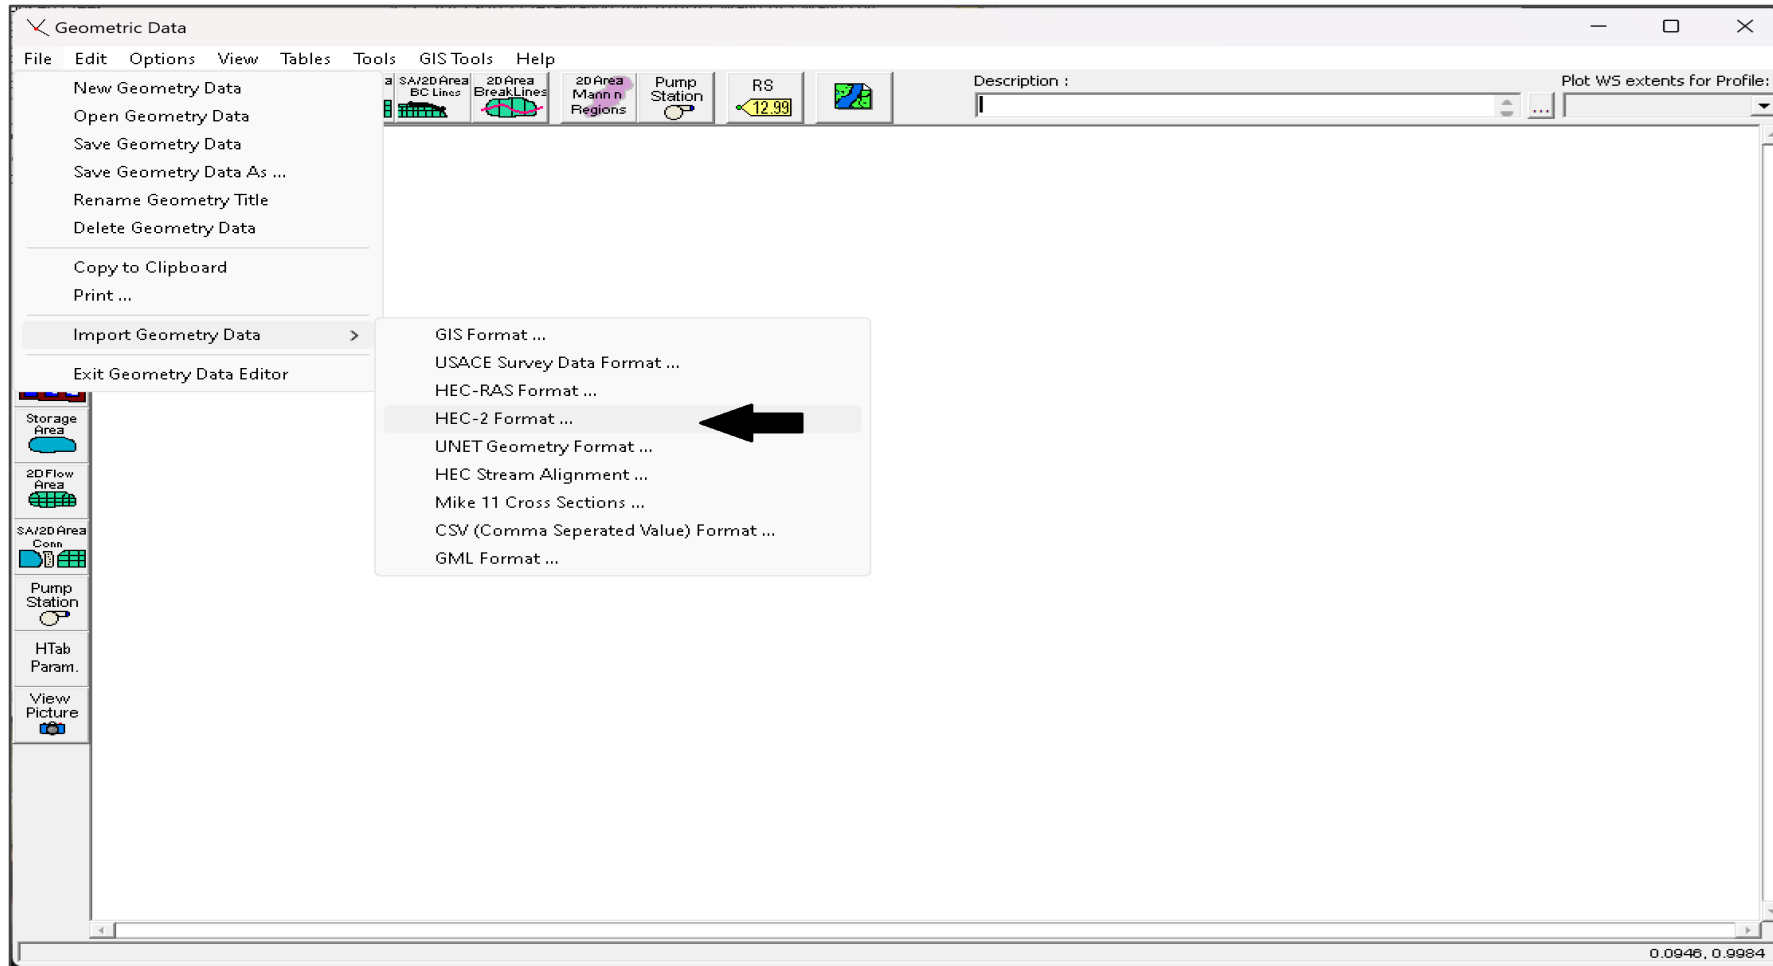 Geometric Data
File Edit Options View Tables Tools GIS Tools Help
New Geometry Data
Open Geometry Data
Save Geometry Data
Save Geometry Data As ...
Rename Geometry Title
Delete Geometry Data
Copy to Clipboard
Print ...
Import Geometry Data >
Exit Geometry Data Editor
GIS Format ...
USACE Survey Data Format ...
HEC-RAS Format ...
HEC-2 Format ...
UNET Geometry Format ...
HEC Stream Alignment ...
Mike 11 Cross Sections ...
CSV (Comma Seperated Value) Format ...
GML Format ...
SA/2D Area
BC Lines
2D Area
BreakLines
2D Area
Mann n
Regions
Pump
Station
RS
12.99
Description :
...
Plot WS extents for Profile:
Storage
Area
2D Flow
Area
SA/2D Area
Conn
Pump
Station
HTab
Param.
View
Picture
0.0946, 0.9984